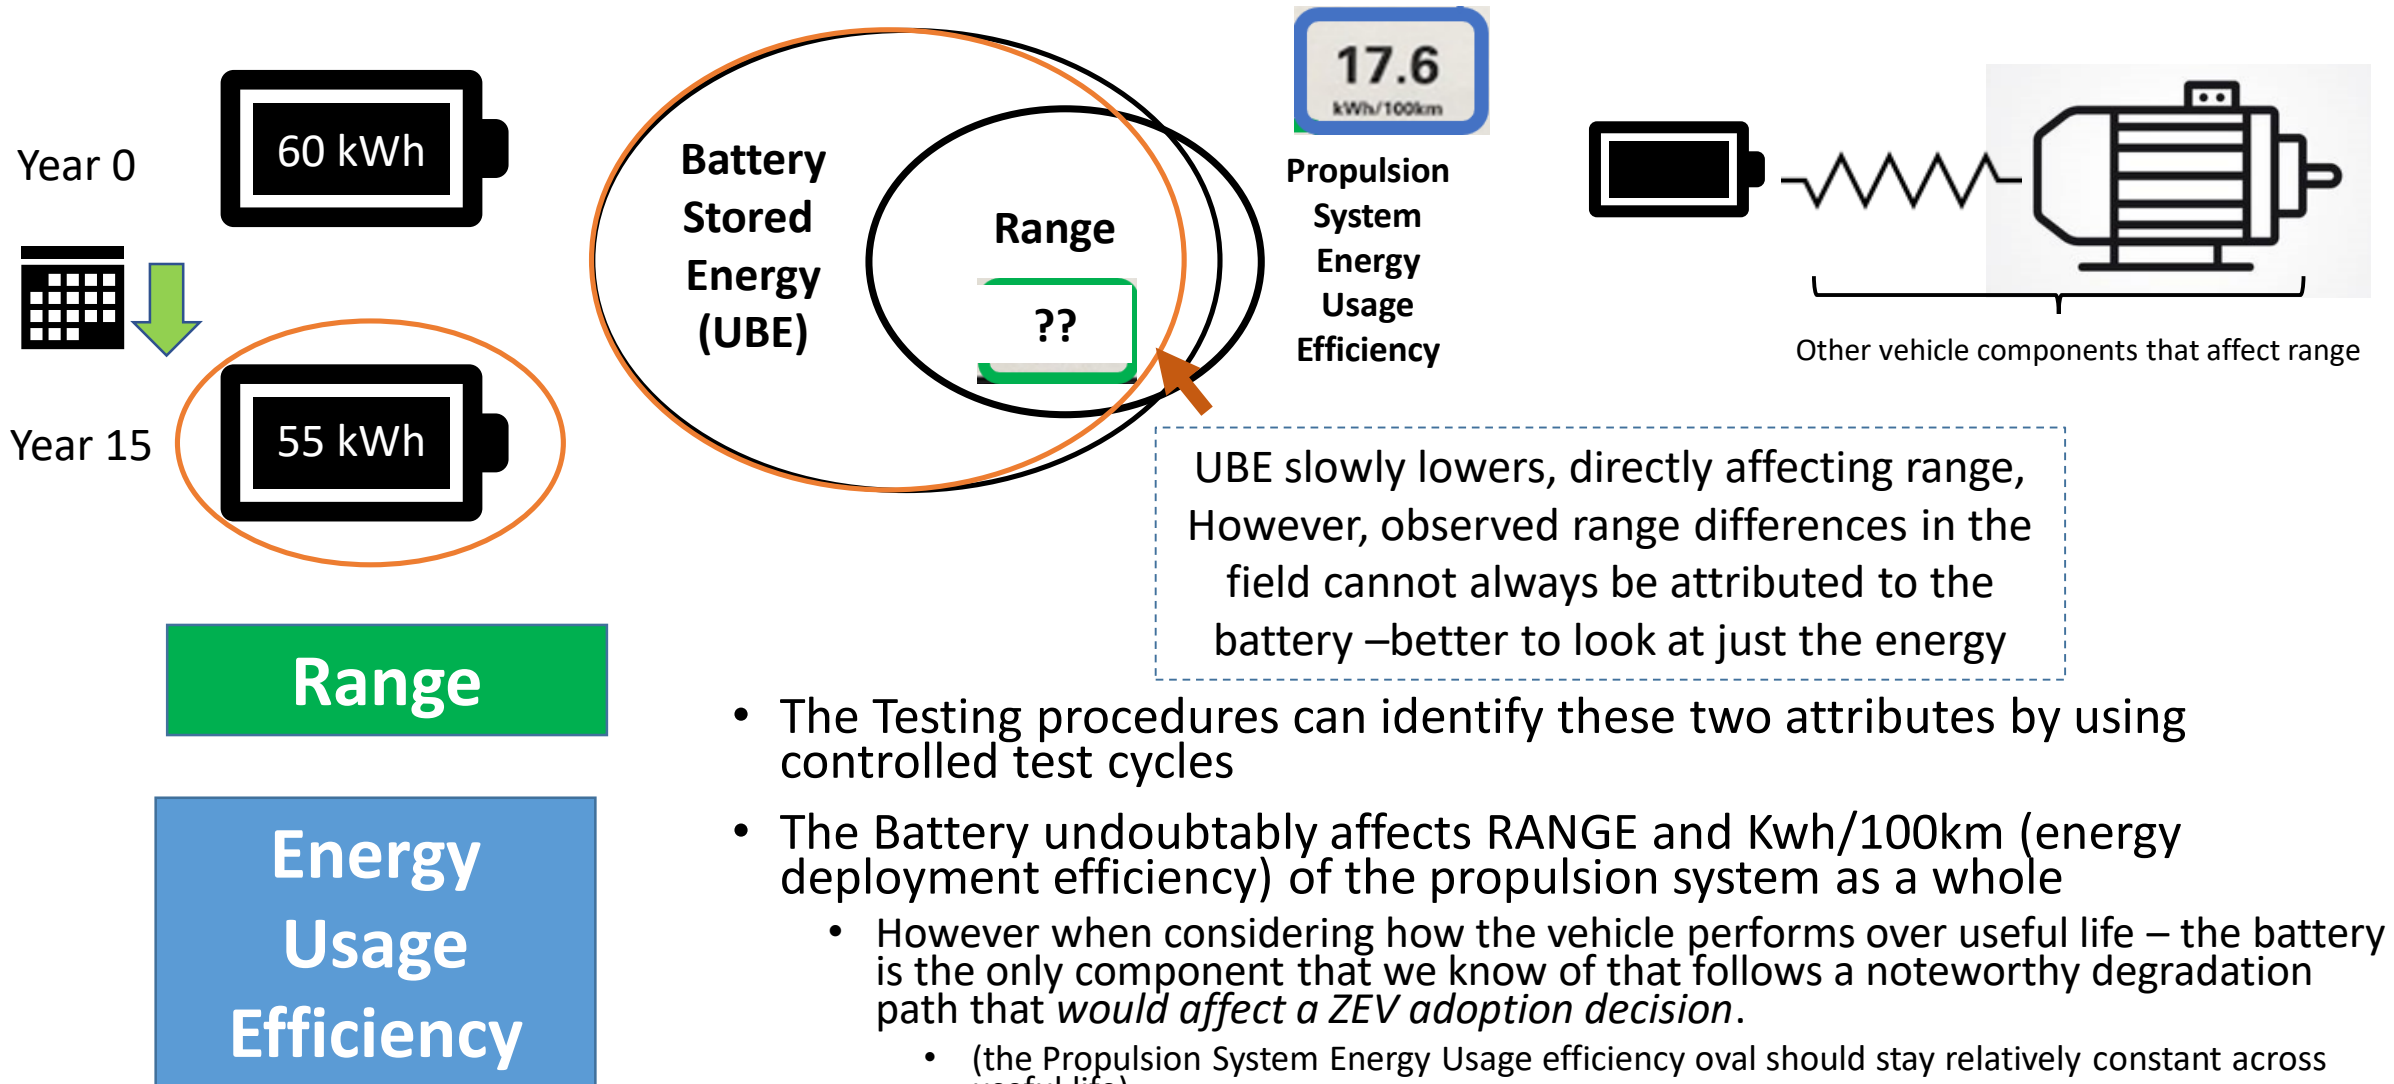 Year 0
60 kWh
Year 15
55 kWh
Battery
Stored
Energy
(UBE)
Range
??
17.6
kWh/100km
Propulsion
System
Energy
Usage
Efficiency
Other vehicle components that affect range
UBE slowly lowers, directly affecting range,
However, observed range differences in the
field cannot always be attributed to the
battery –better to look at just the energy
Range
Energy
Usage
Efficiency
• The Testing procedures can identify these two attributes by using
controlled test cycles
• The Battery undoubtably affects RANGE and Kwh/100km (energy
deployment efficiency) of the propulsion system as a whole
• However when considering how the vehicle performs over useful life – the battery
is the only component that we know of that follows a noteworthy degradation
path that would affect a ZEV adoption decision.
• (the Propulsion System Energy Usage efficiency oval should stay relatively constant across
useful life)